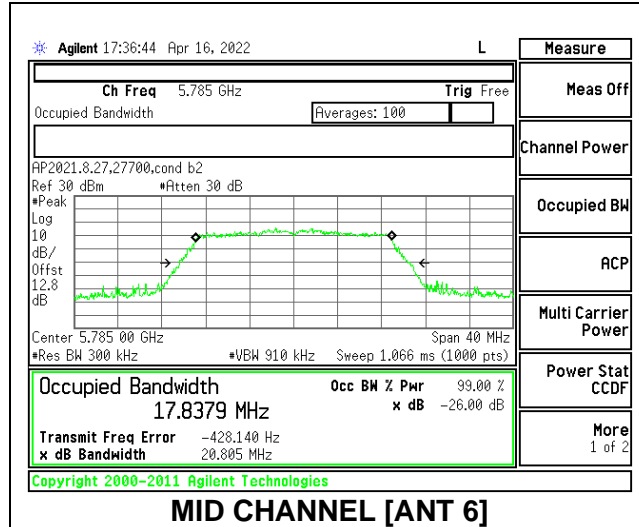 Agilent 17:36:44 Apr 16, 2022 L
Measure
Ch Freq 5.785 GHz Trig Free
Occupied Bandwidth Averages: 100
Meas Off
Channel Power
AP2021.8.27,27700,cond b2
Ref 30 dBm #Atten 30 dB
#Peak
Log
10
dB/
Offst
12.8
dB
Occupied BW
ACP
Center 5.785 00 GHz Span 40 MHz
#Res BW 300 kHz #VBW 910 kHz Sweep 1.066 ms (1000 pts)
Multi Carrier
Power
Occupied Bandwidth Occ BW % Pwr 99.00 %
17.8379 MHz x dB -26.00 dB
Transmit Freq Error -428.140 Hz
x dB Bandwidth 20.805 MHz
Power Stat
CCDF
More
1 of 2
Copyright 2000-2011 Agilent Technologies
MID CHANNEL [ANT 6]